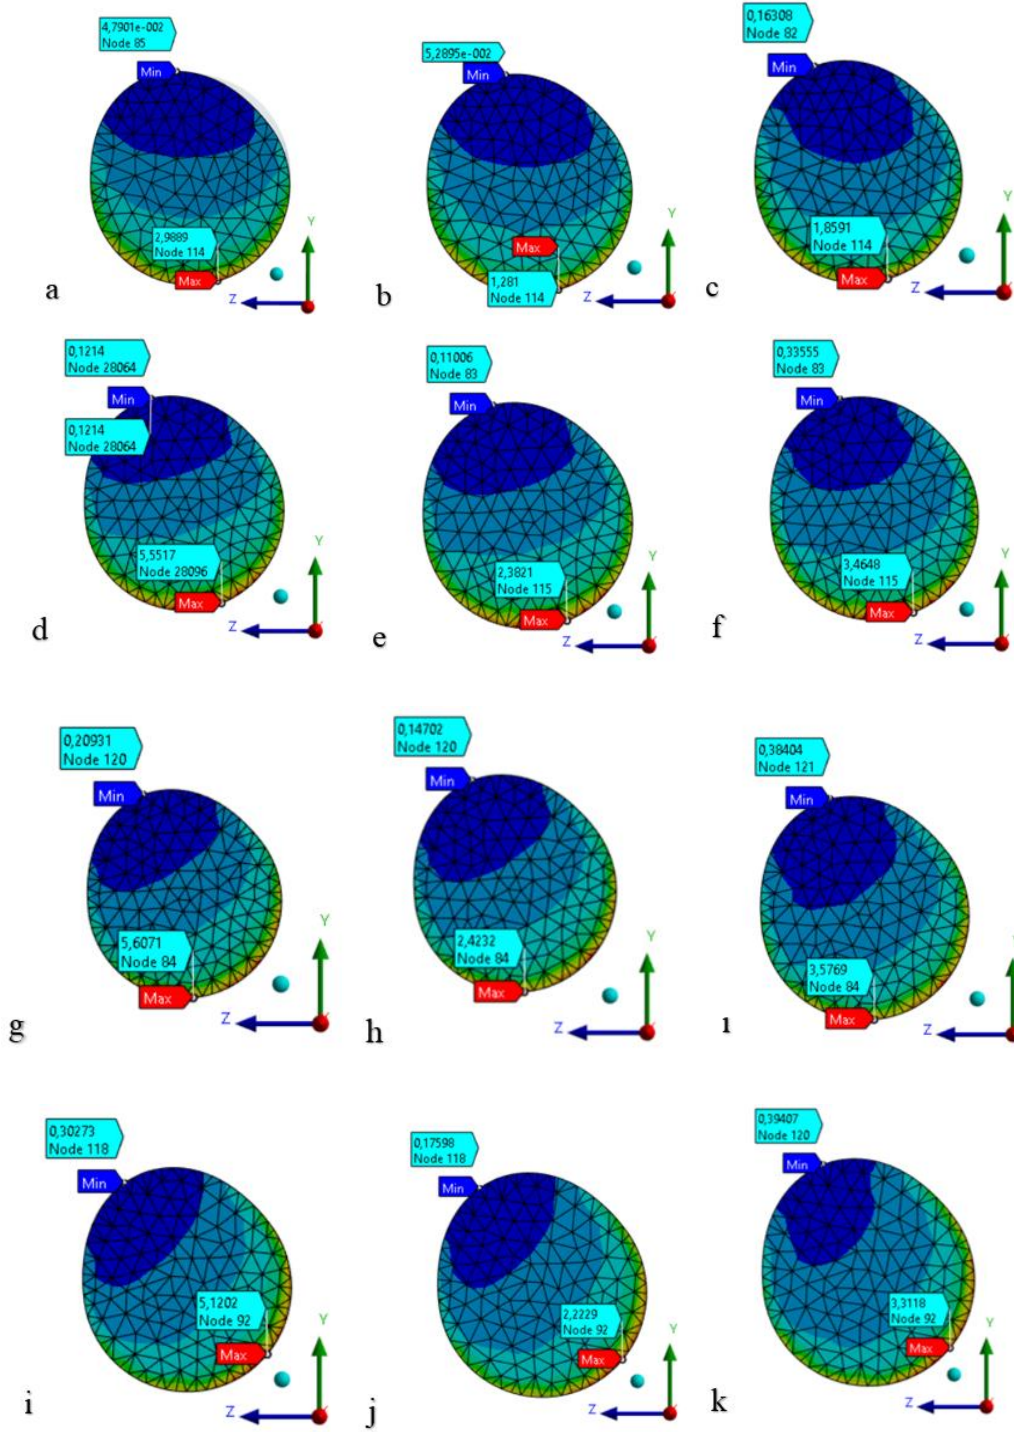 4,7901e-002
Node 85
Min
2,9889
Node 114
Max
Y
Z
a
5,2895e-002
Min
Max
1,281
Node 114
Y
Z
b
0,16308
Node 82
Min
1,8591
Node 114
Max
Y
Z
c
0,1214
Node 28064
Min
0,1214
Node 28064
5,5517
Node 28096
Max
Y
Z
d
0,11006
Node 83
Min
2,3821
Node 115
Max
Y
Z
e
0,33555
Node 83
Min
3,4648
Node 115
Max
Y
Z
f
0,20931
Node 120
Min
5,6071
Node 84
Max
Y
Z
g
0,14702
Node 120
Min
2,4232
Node 84
Max
Y
Z
h
0,38404
Node 121
Min
3,5769
Node 84
Max
Z
ı
0,30273
Node 118
Min
5,1202
Node 92
Max
Y
Z
i
0,17598
Node 118
Min
2,2229
Node 92
Max
Y
Z
j
0,39407
Node 120
Min
3,3118
Node 92
Max
Y
Z
k